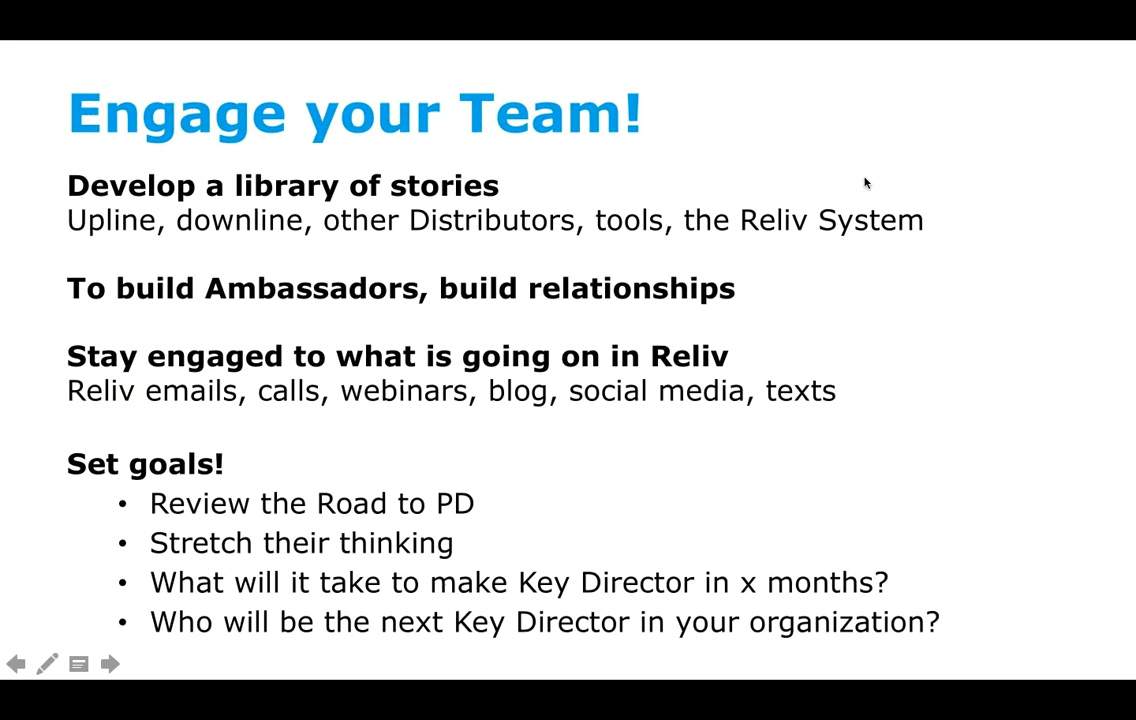 Engage your Team!
Develop a library of stories
Upline, downline, other Distributors, tools, the Reliv System
To build Ambassadors, build relationships
Stay engaged to what is going on in Reliv
Reliv emails, calls, webinars, blog, social media, texts
Set goals!
• Review the Road to PD
• Stretch their thinking
• What will it take to make Key Director in x months?
• Who will be the next Key Director in your organization?